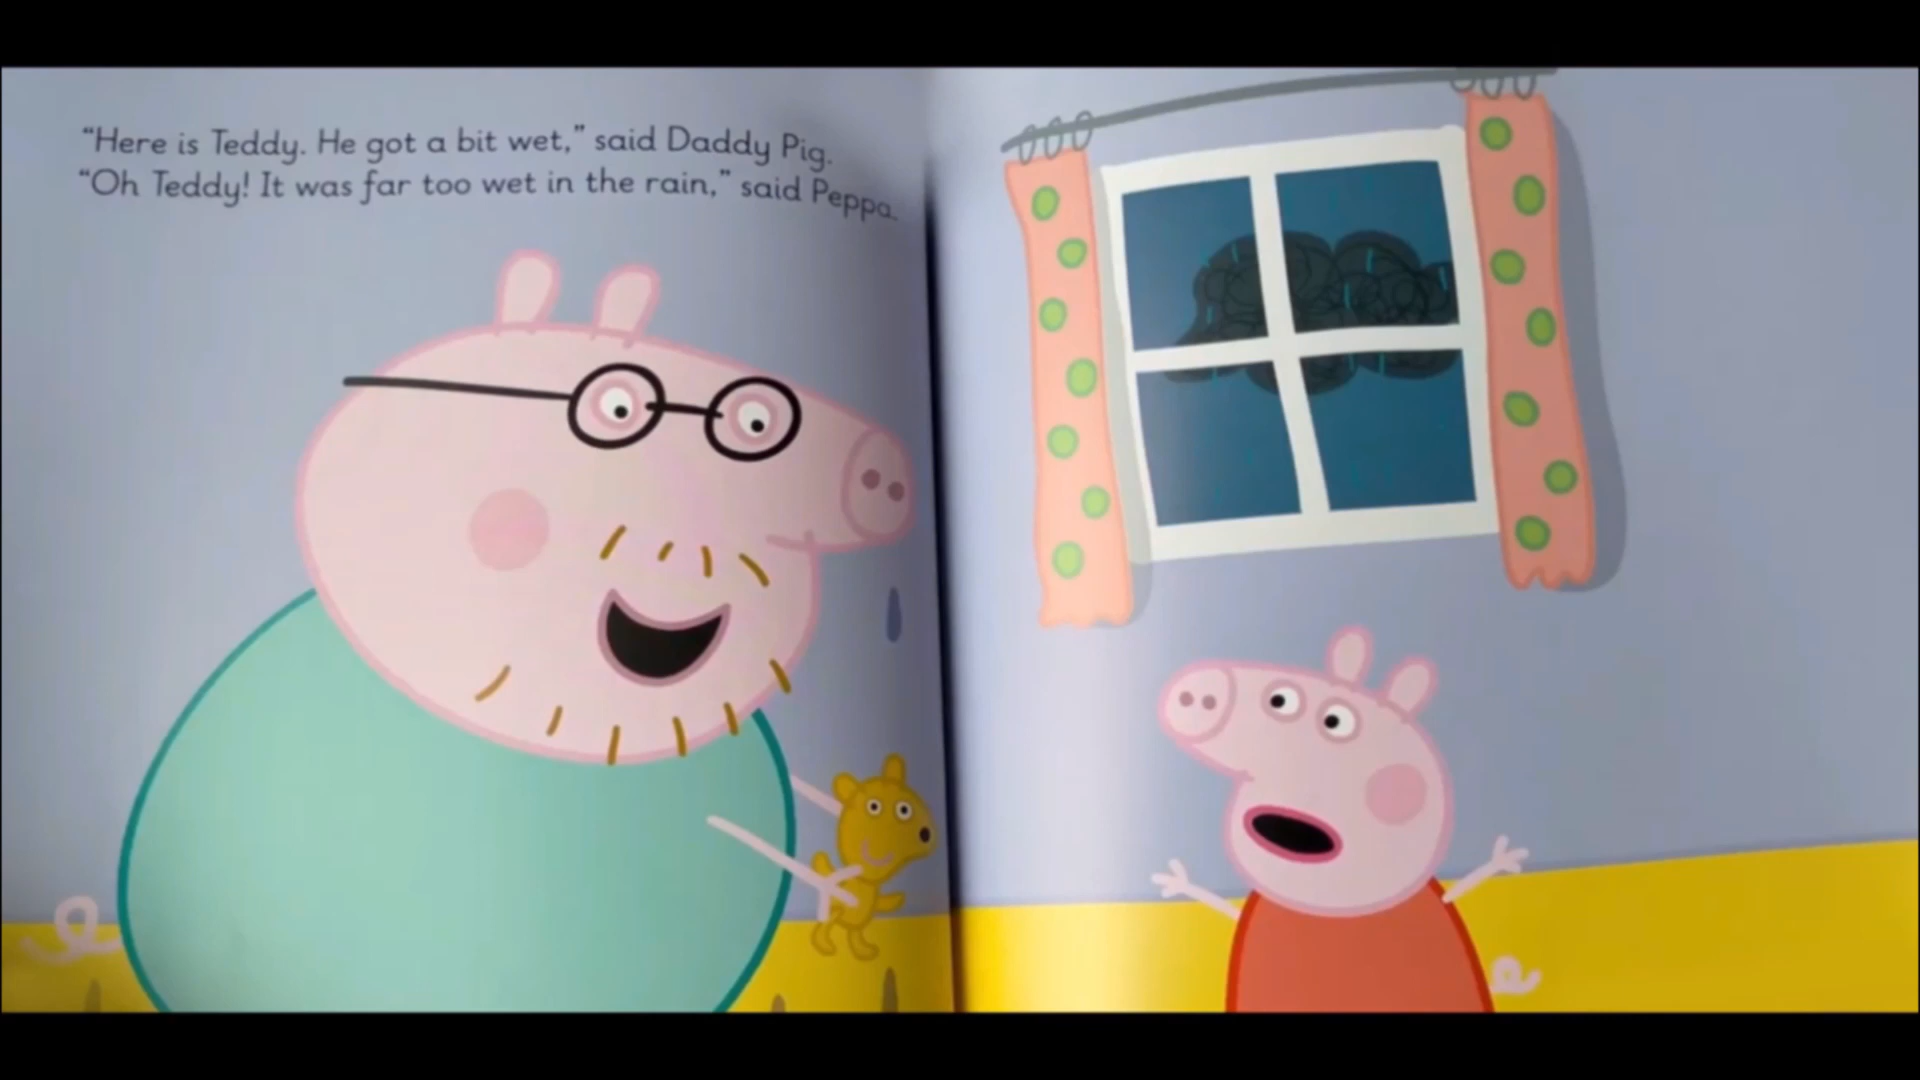 “Here is Teddy. He got a bit wet,” said Daddy Pig.
“Oh Teddy! It was far too wet in the rain,” said Peppa.